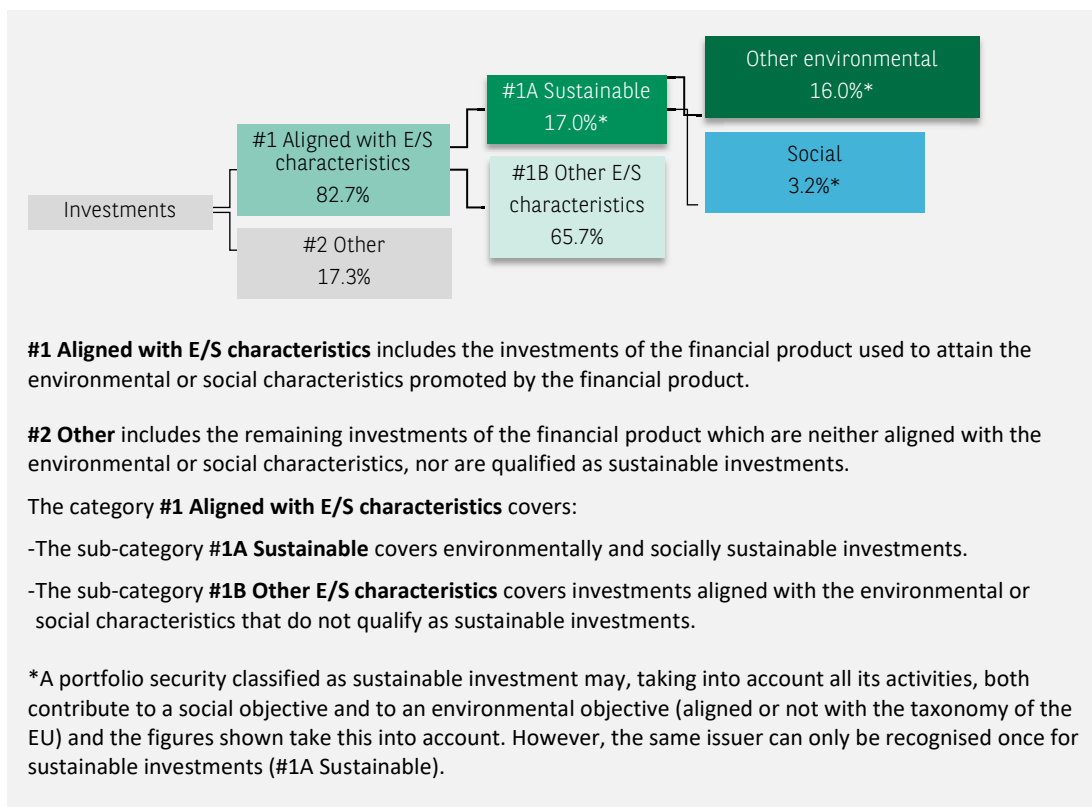 Investments
#1 Aligned with E/S
characteristics
82.7%
#2 Other
17.3%
#1A Sustainable
17.0%*
#1B Other E/S
characteristics
65.7%
Other environmental
16.0%*
Social
3.2%*
#1 Aligned with E/S characteristics includes the investments of the financial product used to attain the
environmental or social characteristics promoted by the financial product.
#2 Other includes the remaining investments of the financial product which are neither aligned with the
environmental or social characteristics, nor are qualified as sustainable investments.
The category #1 Aligned with E/S characteristics covers:
-The sub-category #1A Sustainable covers environmentally and socially sustainable investments.
-The sub-category #1B Other E/S characteristics covers investments aligned with the environmental or
social characteristics that do not qualify as sustainable investments.
*A portfolio security classified as sustainable investment may, taking into account all its activities, both
contribute to a social objective and to an environmental objective (aligned or not with the taxonomy of the
EU) and the figures shown take this into account. However, the same issuer can only be recognised once for
sustainable investments (#1A Sustainable).